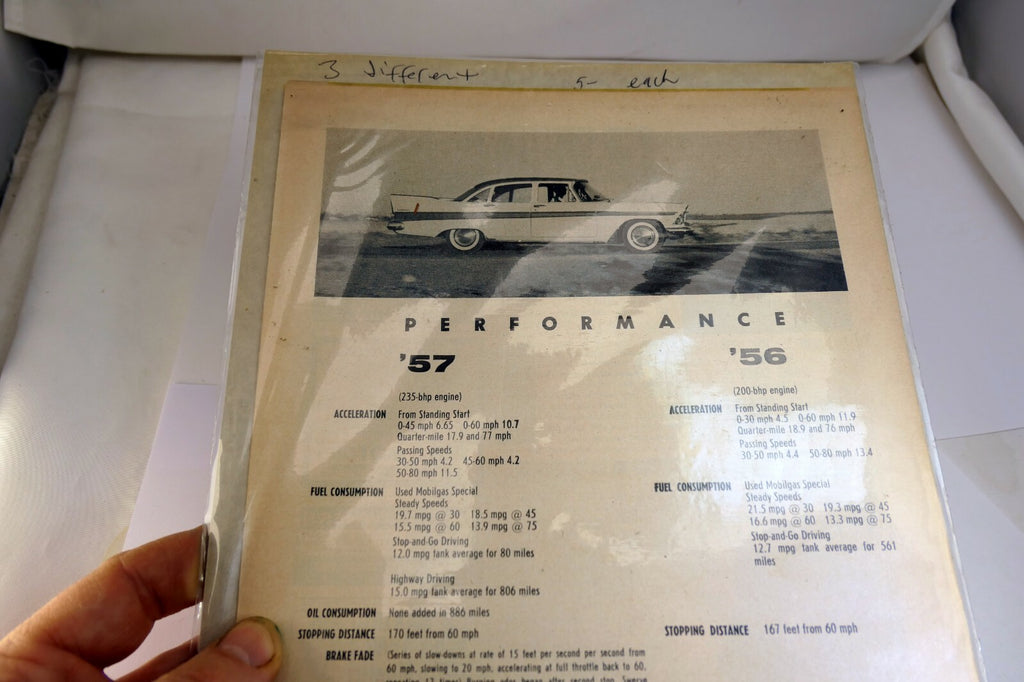 3 different 5- each
PERFORMANCE
'57 '56
(235-bhp engine) (200-bhp engine)
ACCELERATION From Standing Start
0-45 mph 6.65 0-60 mph 10.7
Quarter-mile 17.9 and 77 mph
Passing Speeds
30-50 mph 4.2 45-60 mph 4.2
50-80 mph 11.5
ACCELERATION From Standing Start
0-30 mph 4.5 0-60 mph 11.9
Quarter-mile 18.9 and 76 mph
Passing Speeds
30-50 mph 4.4 50-80 mph 13.4
FUEL CONSUMPTION Used Mobilgas Special
Steady Speeds
19.7 mpg @ 30 18.5 mpg @ 45
15.5 mpg @ 60 13.9 mpg @ 75
Stop-and-Go Driving
12.0 mpg tank average for 80 miles
Highway Driving
15.0 mpg tank average for 806 miles
FUEL CONSUMPTION Used Mobilgas Special
Steady Speeds
21.5 mpg @ 30 19.3 mpg @ 45
16.6 mpg @ 60 13.3 mpg @ 75
Stop-and-Go Driving
12.7 mpg tank average for 561
miles
OIL CONSUMPTION None added in 886 miles
STOPPING DISTANCE 170 feet from 60 mph
STOPPING DISTANCE 167 feet from 60 mph
BRAKE FADE (Series of slow-downs at rate of 15 feet per second per second from
60 mph, slowing to 20 mph, accelerating at full throttle back to 60,